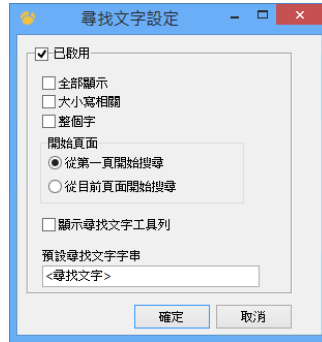 尋找文字設定
已啟用
全部顯示
大小寫相關
整個字
開始頁面
從第一頁開始搜尋
從目前頁面開始搜尋
顯示尋找文字工具列
預設尋找文字字串
<尋找文字>
確定
取消